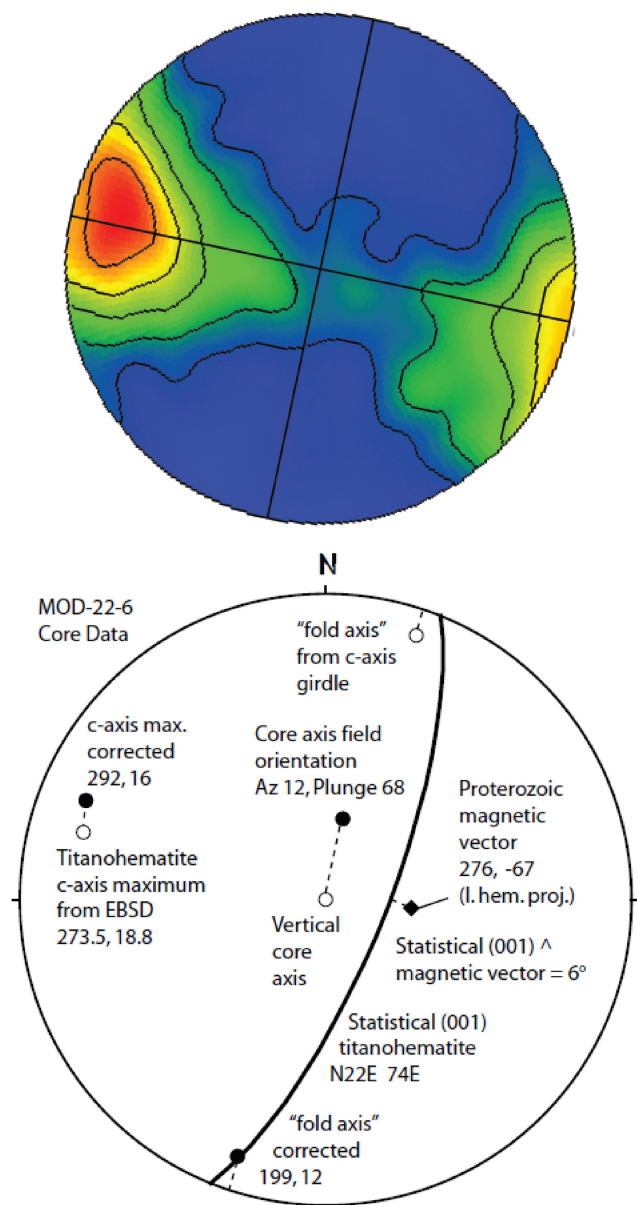 N
MOD-22-6
Core Data
“fold axis”
from c-axis
girdle
c-axis max.
corrected
292, 16
Core axis field
orientation
Az 12, Plunge 68
Proterozoic
magnetic
vector
276, -67
(l. hem. proj.)
Titanohematite
c-axis maximum
from EBSD
273.5, 18.8
Vertical
core
axis
Statistical (001) ^
magnetic vector = 6°
Statistical (001)
titanohematite
N22E 74E
“fold axis”
corrected
199, 12